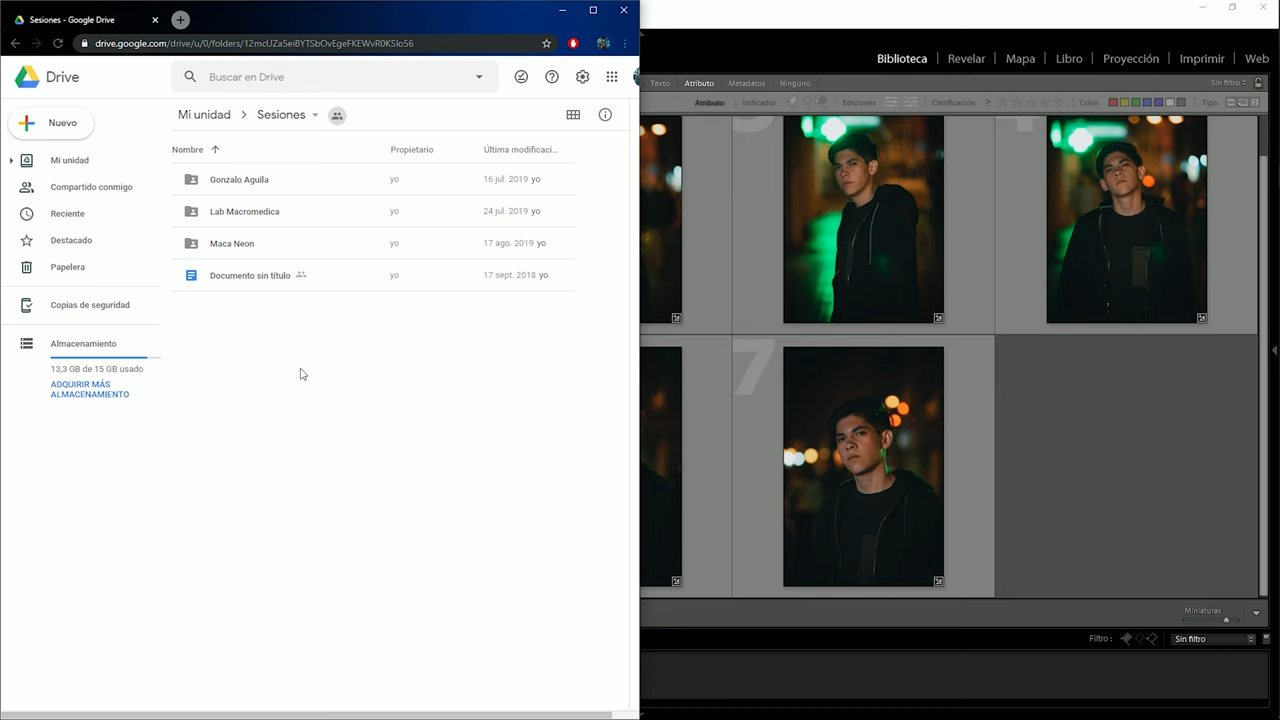 Sesiones - Google Drive
drive.google.com/drive/u/0/folders/12mcUZa5ei8YTSbOvEgeFKEWvR0KSlo56
Drive
Buscar en Drive
Nuevo
Mi unidad
Compartido conmigo
Reciente
Destacado
Papelera
Copias de seguridad
Almacenamiento
13,3 GB de 15 GB usado
ADQUIRIR MÁS
ALMACENAMIENTO
Mi unidad > Sesiones
Nombre Propietario Última modificaci...
Gonzalo Aguila yo 16 jul. 2019 yo
Lab Macromedica yo 24 jul. 2019 yo
Maca Neon yo 17 ago. 2019 yo
Documento sin título yo 17 sept. 2018 yo
Biblioteca | Revelar | Mapa | Libro | Proyección | Imprimir | Web
Texto Atributo Metadatos Ninguno Sin filtro
Atributo Indicador Ediciones Clasificación ≥ Color Tipo
7
Miniaturas
Filtro : Sin filtro